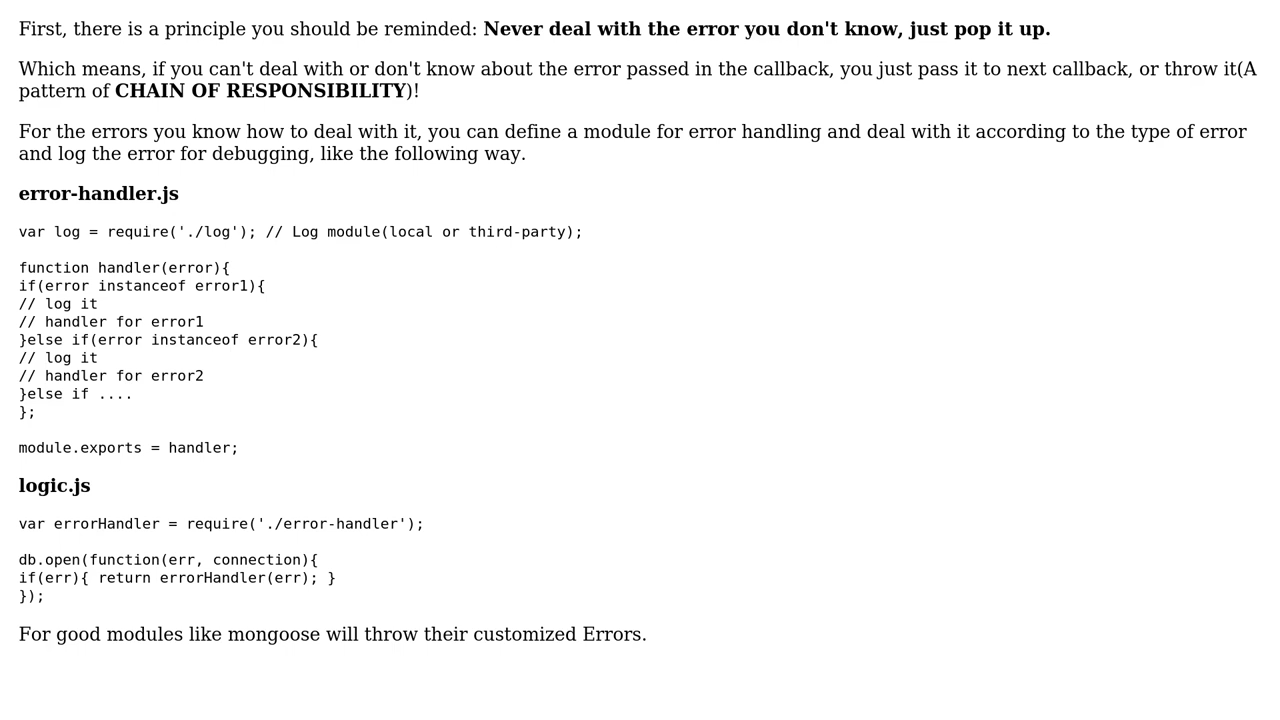 First, there is a principle you should be reminded: Never deal with the error you don't know, just pop it up.
Which means, if you can't deal with or don't know about the error passed in the callback, you just pass it to next callback, or throw it(A
pattern of CHAIN OF RESPONSIBILITY)!
For the errors you know how to deal with it, you can define a module for error handling and deal with it according to the type of error
and log the error for debugging, like the following way.
error-handler.js
var log = require('./log'); // Log module(local or third-party);
function handler(error){
if(error instanceof error1){
// log it
// handler for error1
}else if(error instanceof error2){
// log it
// handler for error2
}else if ....
};
module.exports = handler;
logic.js
var errorHandler = require('./error-handler');
db.open(function(err, connection){
if(err){ return errorHandler(err); }
});
For good modules like mongoose will throw their customized Errors.